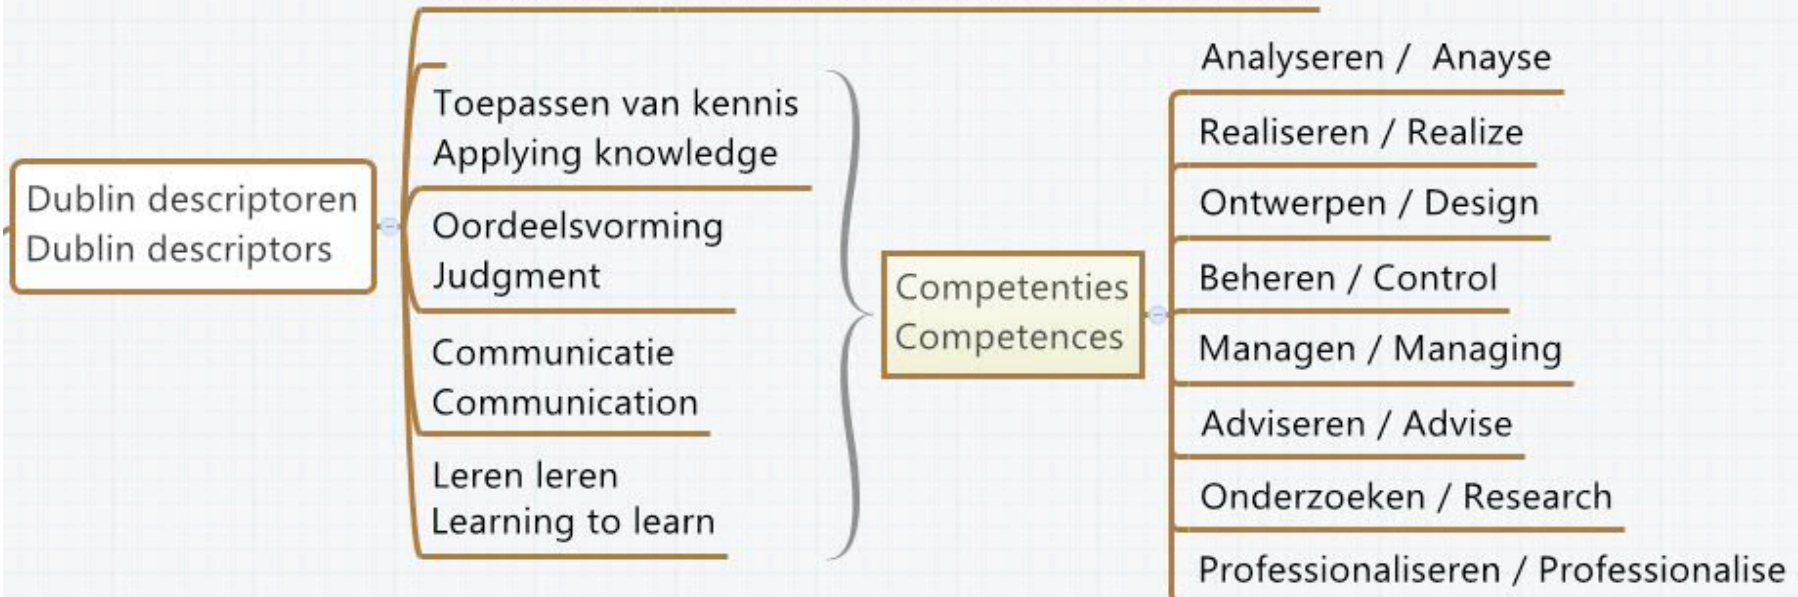 Dublin descriptoren
Dublin descriptors
Toepassen van kennis
Applying knowledge
Oordeelsvorming
Judgment
Communicatie
Communication
Leren leren
Learning to learn
Competenties
Competences
Analyseren / Anayse
Realiseren / Realize
Ontwerpen / Design
Beheren / Control
Managen / Managing
Adviseren / Advise
Onderzoeken / Research
Professionaliseren / Professionalise